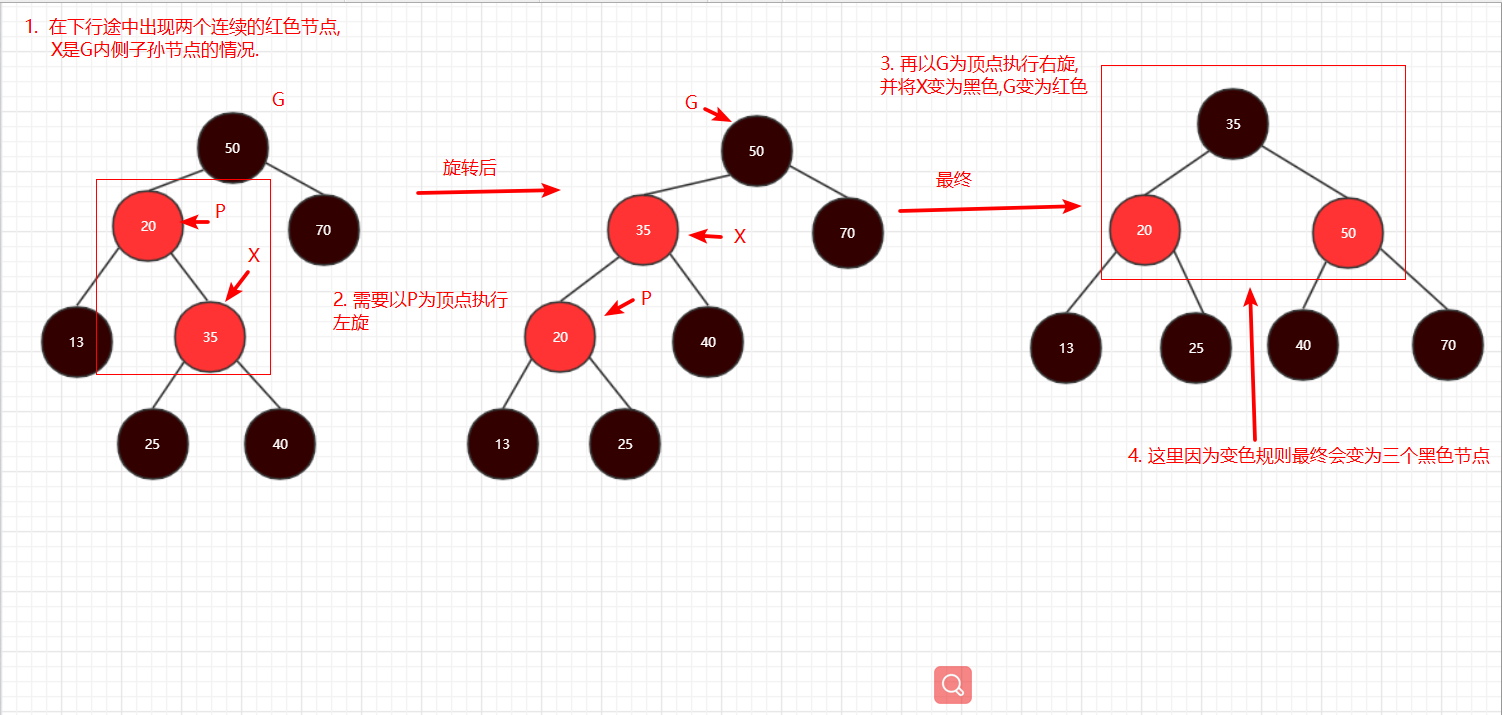 1. 在下行途中出现两个连续的红色节点,
X是G内侧子孙节点的情况.
G
50
20
P
70
X
13
35
25
40
旋转后
2. 需要以P为顶点执行
左旋
G
50
35
X
70
P
20
40
13
25
最终
3. 再以G为顶点执行右旋,
并将X变为黑色,G变为红色
35
20
50
13
25
40
70
4. 这里因为变色规则最终会变为三个黑色节点